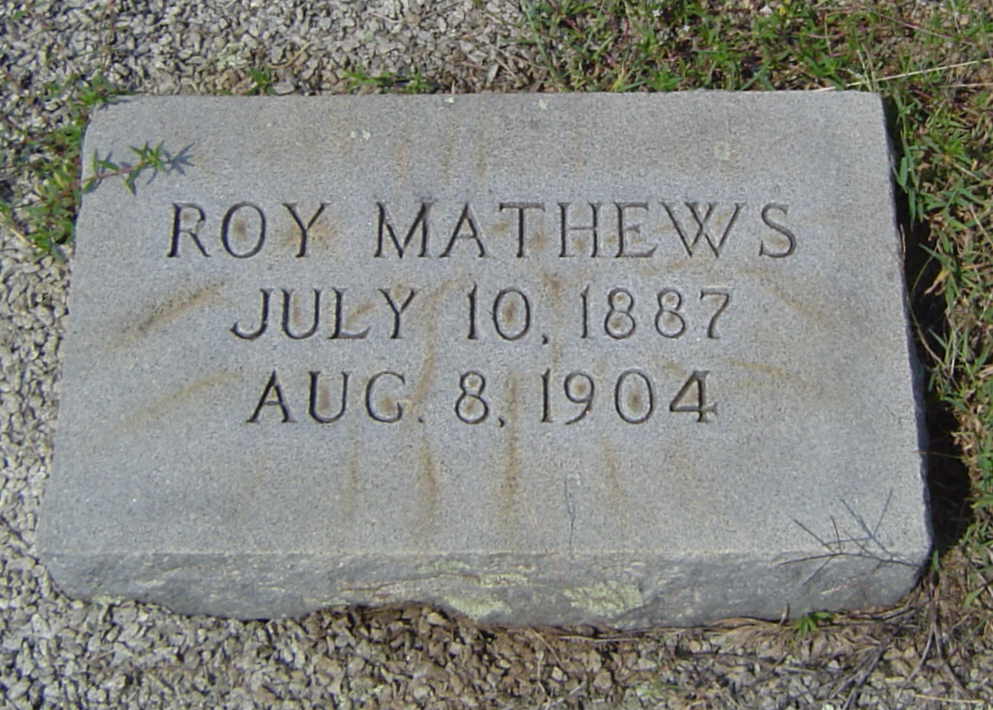 ROY MATHEWS
JULY 10, 1887
AUG. 8, 1904